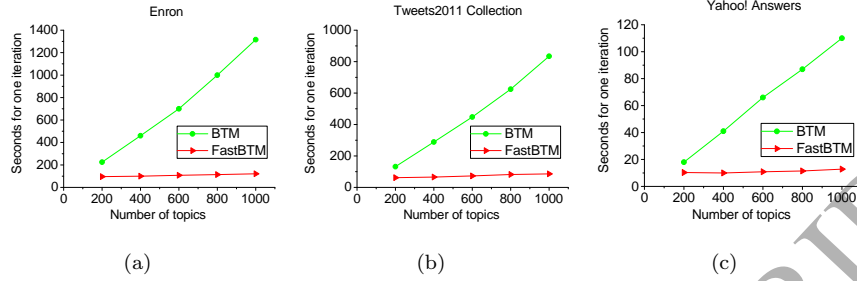 Enron
1400
1200
1000
800
600
400
200
0
Seconds for one iteration
BTM
FastBTM
0 200 400 600 800 1000
Number of topics
(a)
Tweets2011 Collection
1000
800
600
400
200
0
Seconds for one iteration
BTM
FastBTM
0 200 400 600 800 1000
Number of topics
(b)
Yahoo! Answers
120
100
80
60
40
20
0
Seconds for one iteration
BTM
FastBTM
0 200 400 600 800 1000
Number of topics
(c)